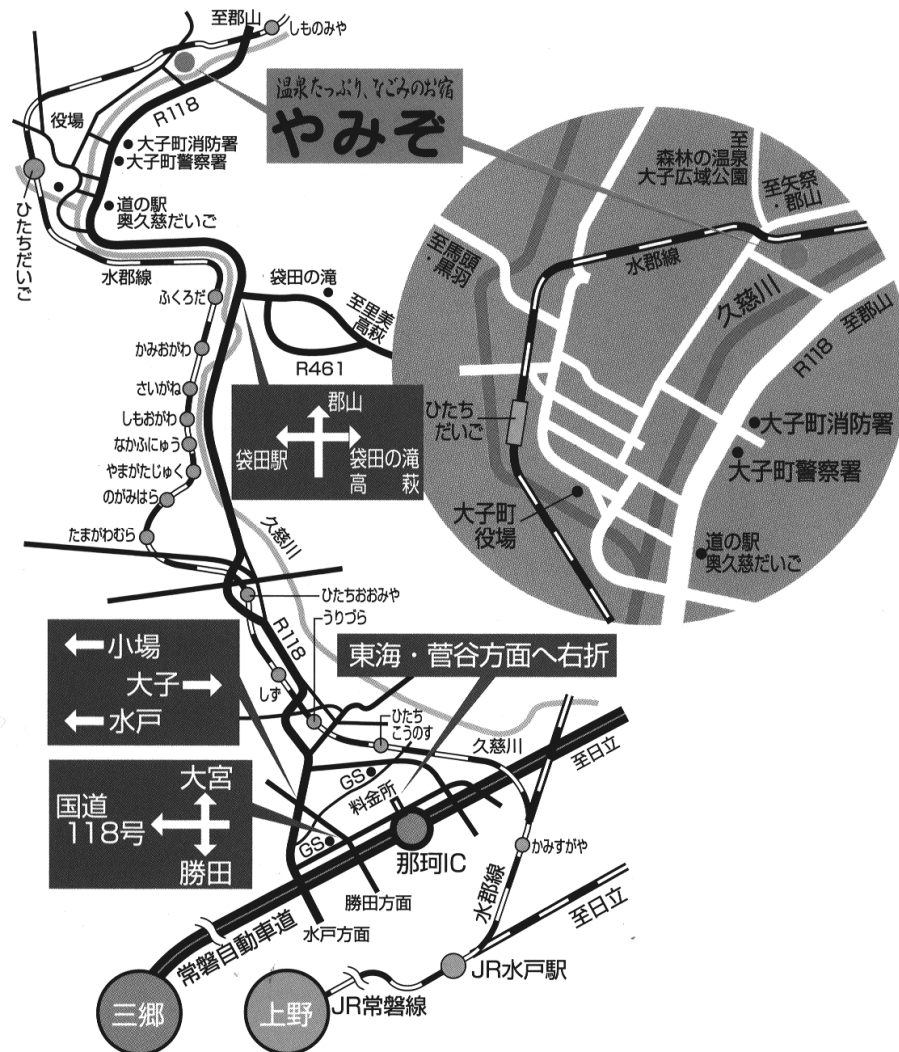 至郡山
しものみや
温泉たっぷり、なごみのお宿
やみぞ
役場
R118
大子町消防署
大子町警察署
道の駅
奥久慈だいご
ひたちだいご
水郡線
ふくろだ
袋田の滝
至里美
高萩
R461
かみおがわ
さいがね
しもおがわ
なかふにゅう
やまがたじゅく
のがみはら
たまがわむら
郡山
袋田駅
袋田の滝
高萩
至
森林の温泉
大子広域公園
至矢祭
・郡山
至馬頭
・黒羽
水郡線
久慈川
R118
至郡山
ひたち
だいご
大子町消防署
大子町警察署
大子町
役場
道の駅
奥久慈だいご
久慈川
ひたちおおみや
うりづら
R118
小場
大子
水戸
東海・菅谷方面へ右折
しず
ひたち
こうのす
久慈川
至日立
GS
料金所
大宮
国道
118号
勝田
GS
那珂IC
かみすがや
勝田方面
水戸方面
水郡線
至日立
常磐自動車道
JR水戸駅
JR常磐線
三郷
上野